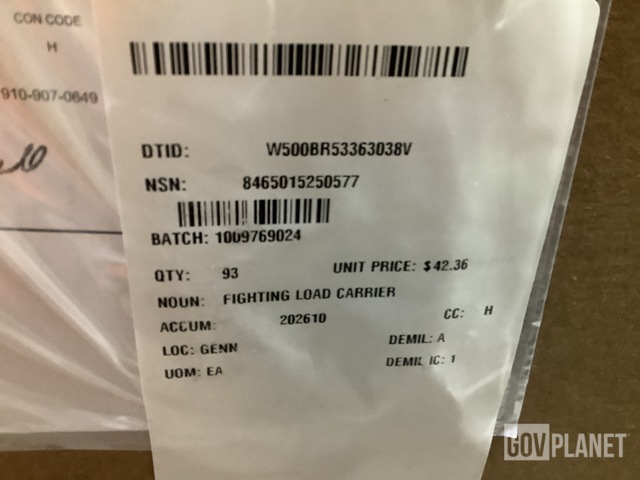 CON CODE
H
910-907-0649
DTID: W500BR53363038V
NSN: 8465015250577
BATCH: 1009769024
QTY: 93 UNIT PRICE: $42.36
NOUN: FIGHTING LOAD CARRIER
ACCUM: 202610 CC: H
LOC: GENN DEMIL: A
UOM: EA DEMIL IC: 1
GOVPLANET